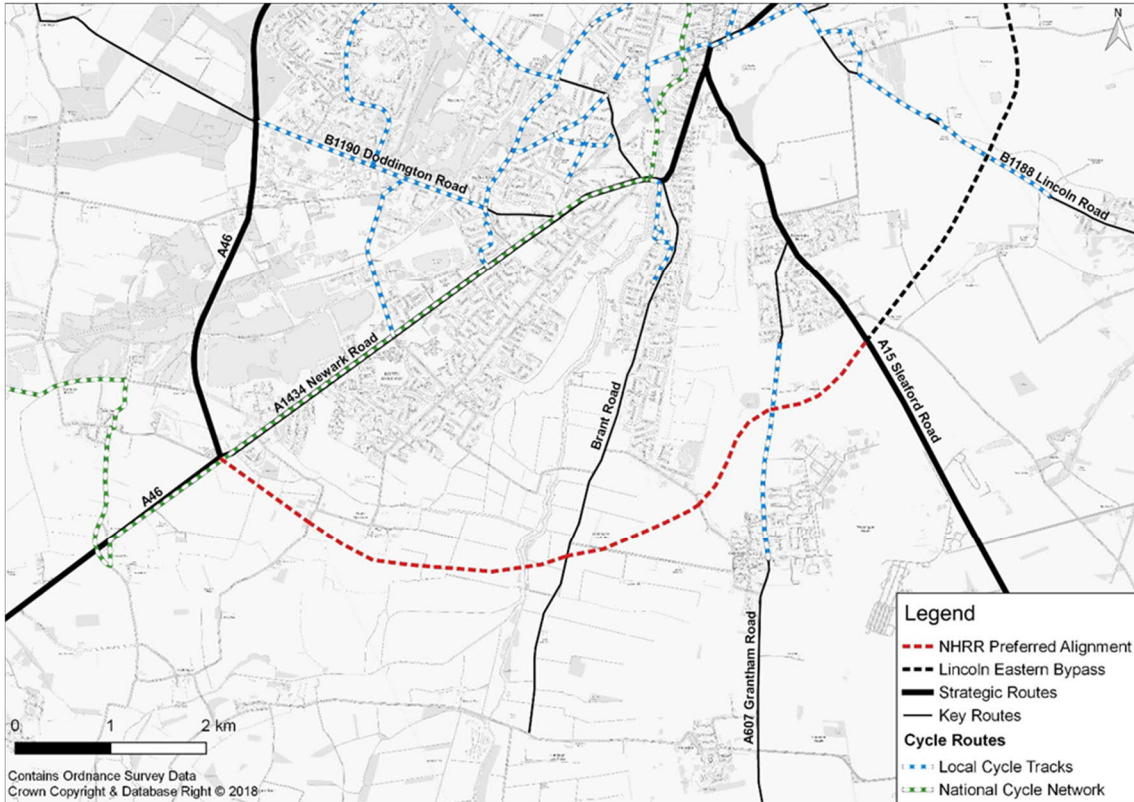 N
B1190 Doddington Road
B1188 Lincoln Road
A46
A1434 Newark Road
A15 Sleaford Road
Brant Road
A46
A607 Grantham Road
0 1 2 km
Contains Ordnance Survey Data
Crown Copyright & Database Right © 2018
Legend
NHRR Preferred Alignment
Lincoln Eastern Bypass
Strategic Routes
Key Routes
Cycle Routes
Local Cycle Tracks
National Cycle Network